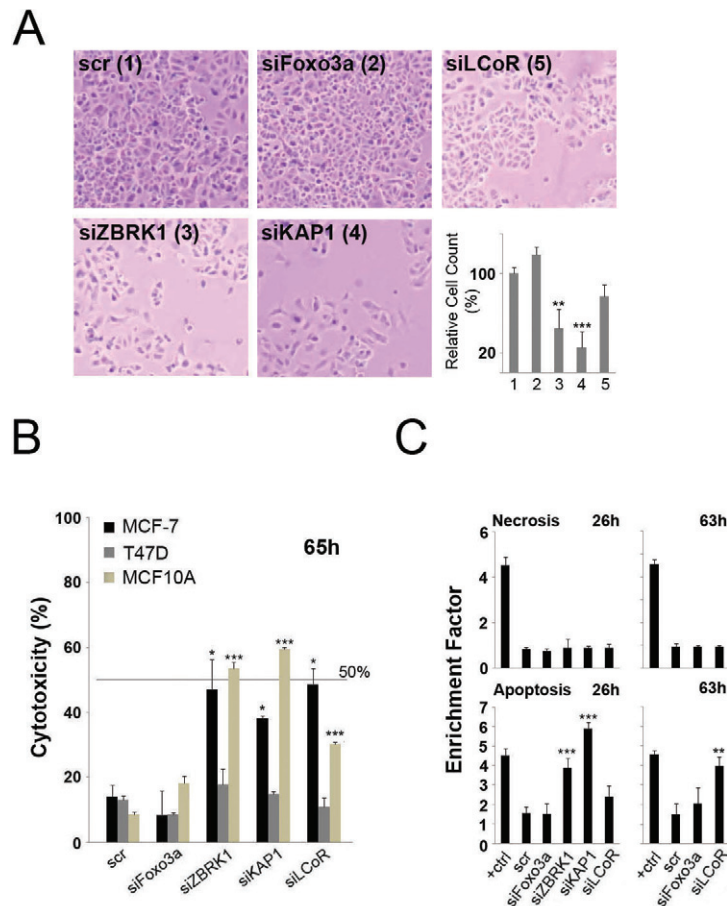 A
scr (1)
siFoxo3a (2)
siLCoR (5)
siZBRK1 (3)
siKAP1 (4)
Relative Cell Count
(%)
100
20
**
***
1 2 3 4 5
B
Cytotoxicity (%)
100
80
60
40
20
0
MCF-7
T47D
MCF10A
65h
50%
* *** * *** * ***
scr siFoxo3a siZBRK1 siKAP1 siLCoR
C
Enrichment Factor
Necrosis 26h 63h
6
4
2
0
Apoptosis 26h 63h
7
6
5
4
3
2
1
0
*** *** **
+ctrl scr siFoxo3a siZBRK1 siKAP1 siLCoR
+ctrl scr siFoxo3a siLCoR